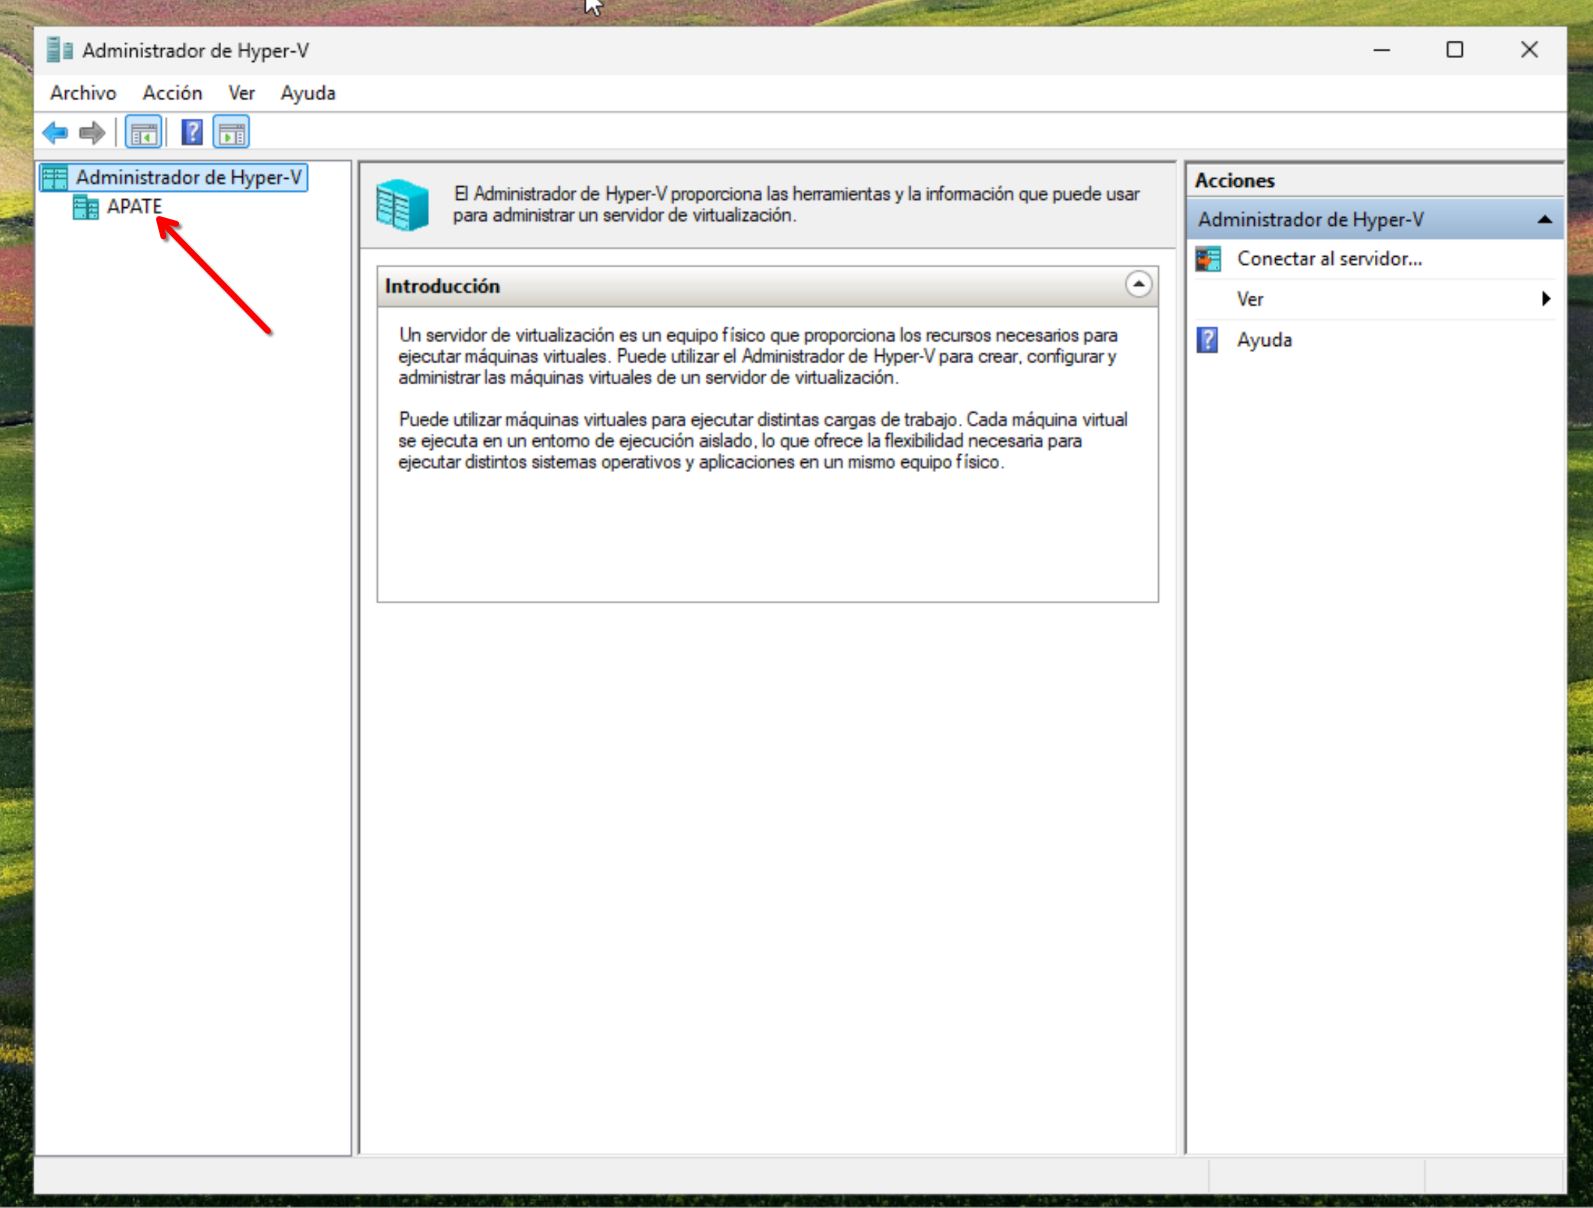 Administrador de Hyper-V
Archivo Acción Ver Ayuda
Administrador de Hyper-V
APATE
El Administrador de Hyper-V proporciona las herramientas y la información que puede usar
para administrar un servidor de virtualización.
Introducción
Un servidor de virtualización es un equipo físico que proporciona los recursos necesarios para
ejecutar máquinas virtuales. Puede utilizar el Administrador de Hyper-V para crear, configurar y
administrar las máquinas virtuales de un servidor de virtualización.
Puede utilizar máquinas virtuales para ejecutar distintas cargas de trabajo. Cada máquina virtual
se ejecuta en un entorno de ejecución aislado, lo que ofrece la flexibilidad necesaria para
ejecutar distintos sistemas operativos y aplicaciones en un mismo equipo físico.
Acciones
Administrador de Hyper-V
Conectar al servidor...
Ver
Ayuda